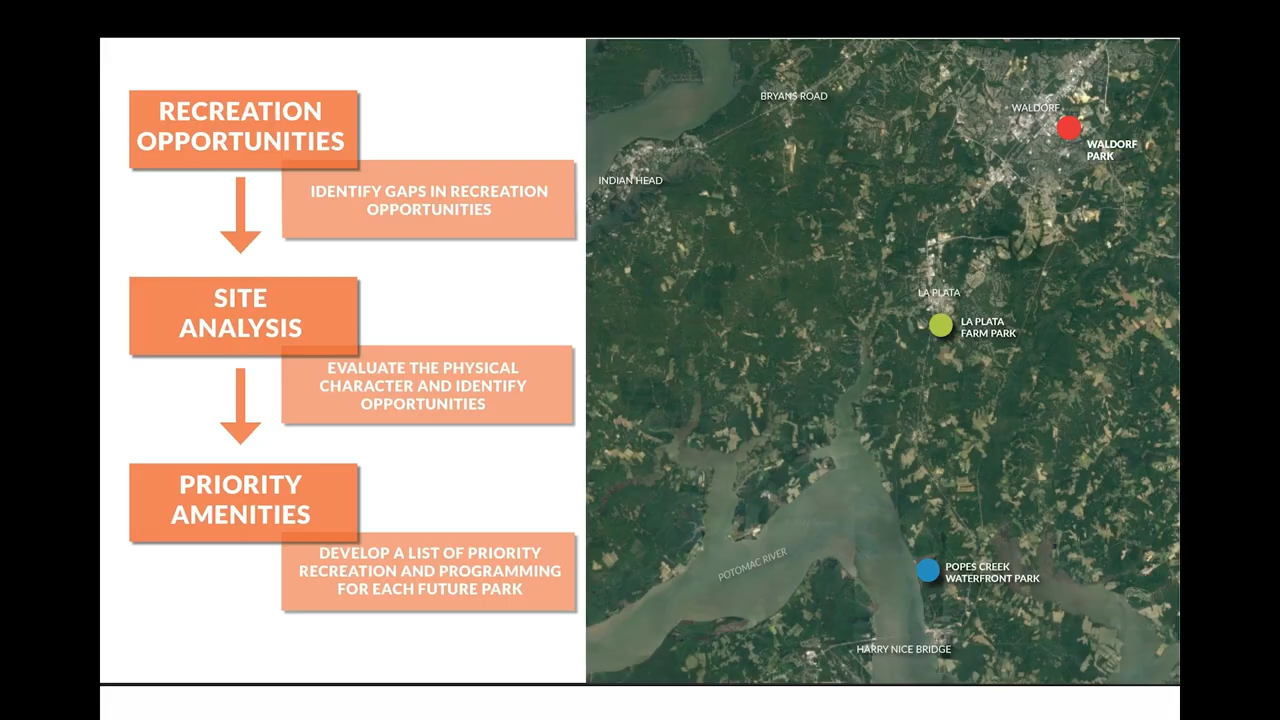 RECREATION
OPPORTUNITIES
IDENTIFY GAPS IN RECREATION
OPPORTUNITIES
SITE
ANALYSIS
EVALUATE THE PHYSICAL
CHARACTER AND IDENTIFY
OPPORTUNITIES
PRIORITY
AMENITIES
DEVELOP A LIST OF PRIORITY
RECREATION AND PROGRAMMING
FOR EACH FUTURE PARK
BRYANS ROAD
WALDORF
WALDORF
PARK
INDIAN HEAD
LA PLATA
LA PLATA
FARM PARK
POTOMAC RIVER
POPES CREEK
WATERFRONT PARK
HARRY NICE BRIDGE